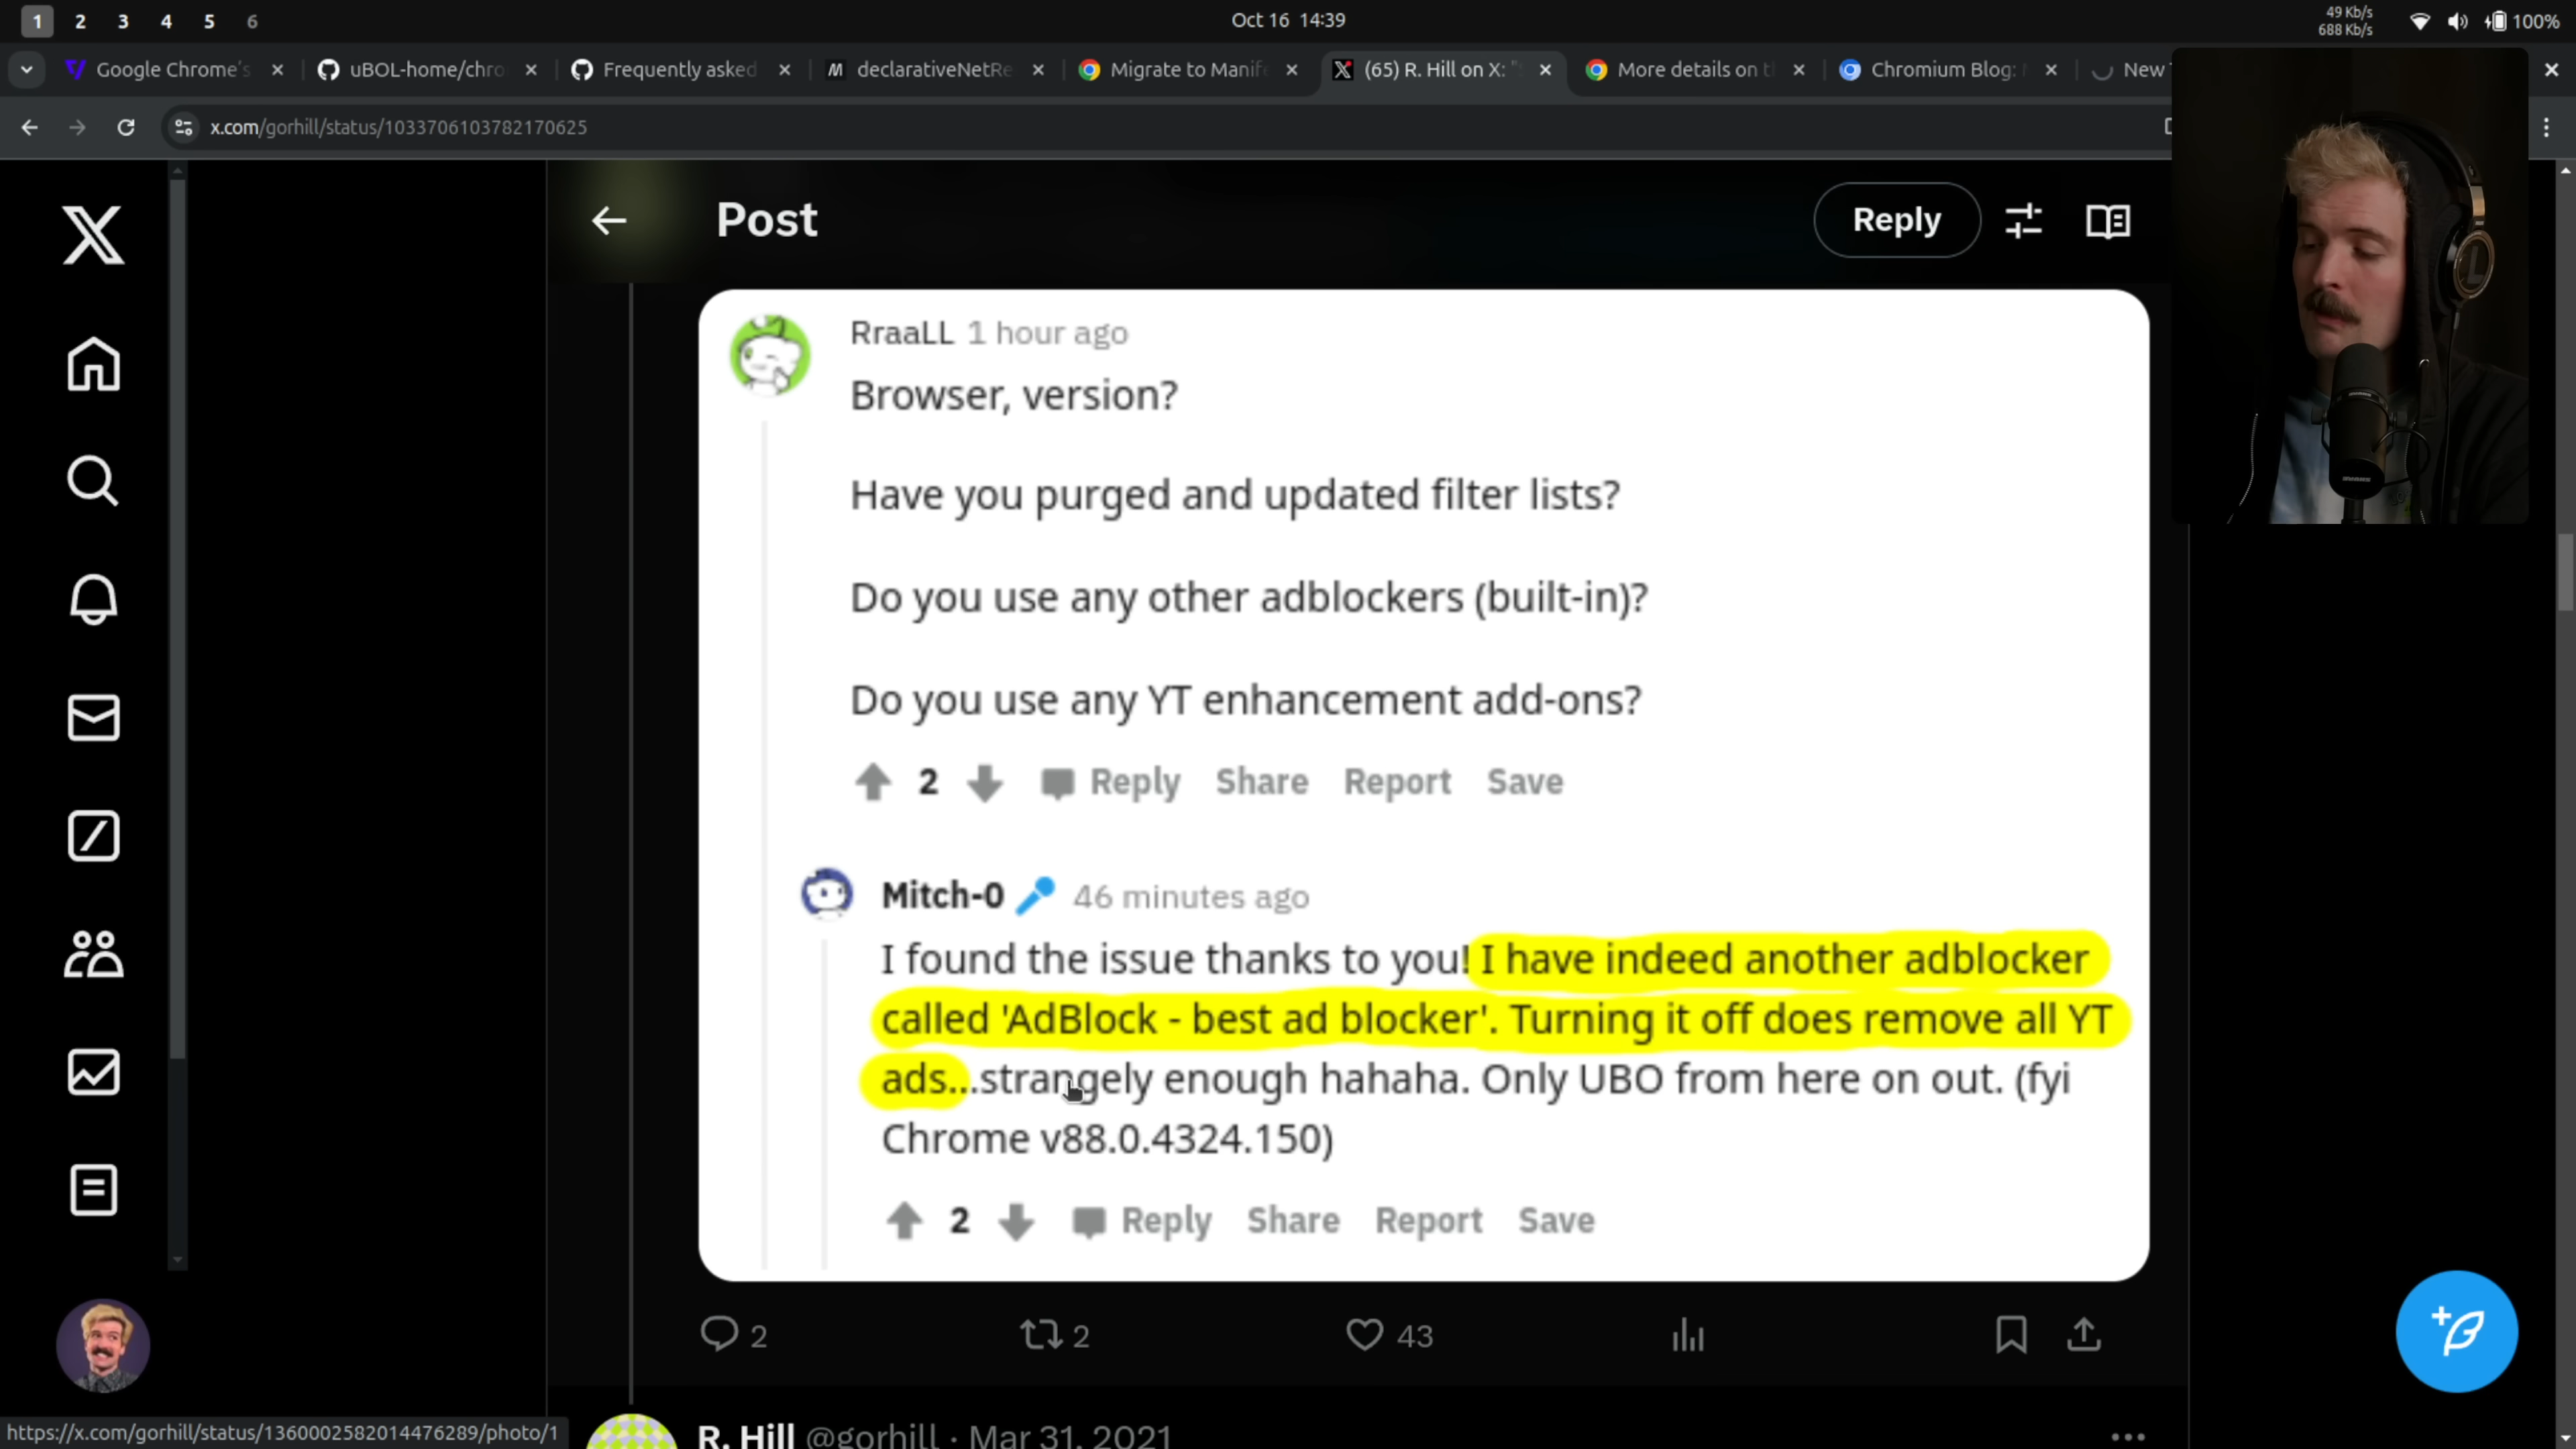 1 2 3 4 5 6
Oct 16 14:39
49 Kb/s
688 Kb/s
100%
Google Chrome's
uBOL-home/chro
Frequently asked
declarativeNetRe
Migrate to Manife
(65) R. Hill on X: "
More details on t
Chromium Blog:
New
x.com/gorhill/status/1033706103782170625
Post
Reply
RraaLL 1 hour ago
Browser, version?
Have you purged and updated filter lists?
Do you use any other adblockers (built-in)?
Do you use any YT enhancement add-ons?
2 Reply Share Report Save
Mitch-0 46 minutes ago
I found the issue thanks to you! I have indeed another adblocker
called 'AdBlock - best ad blocker'. Turning it off does remove all YT
ads...strangely enough hahaha. Only UBO from here on out. (fyi
Chrome v88.0.4324.150)
2 Reply Share Report Save
2 2 43
R. Hill @gorhill · Mar 31, 2021
https://x.com/gorhill/status/1360002582014476289/photo/1